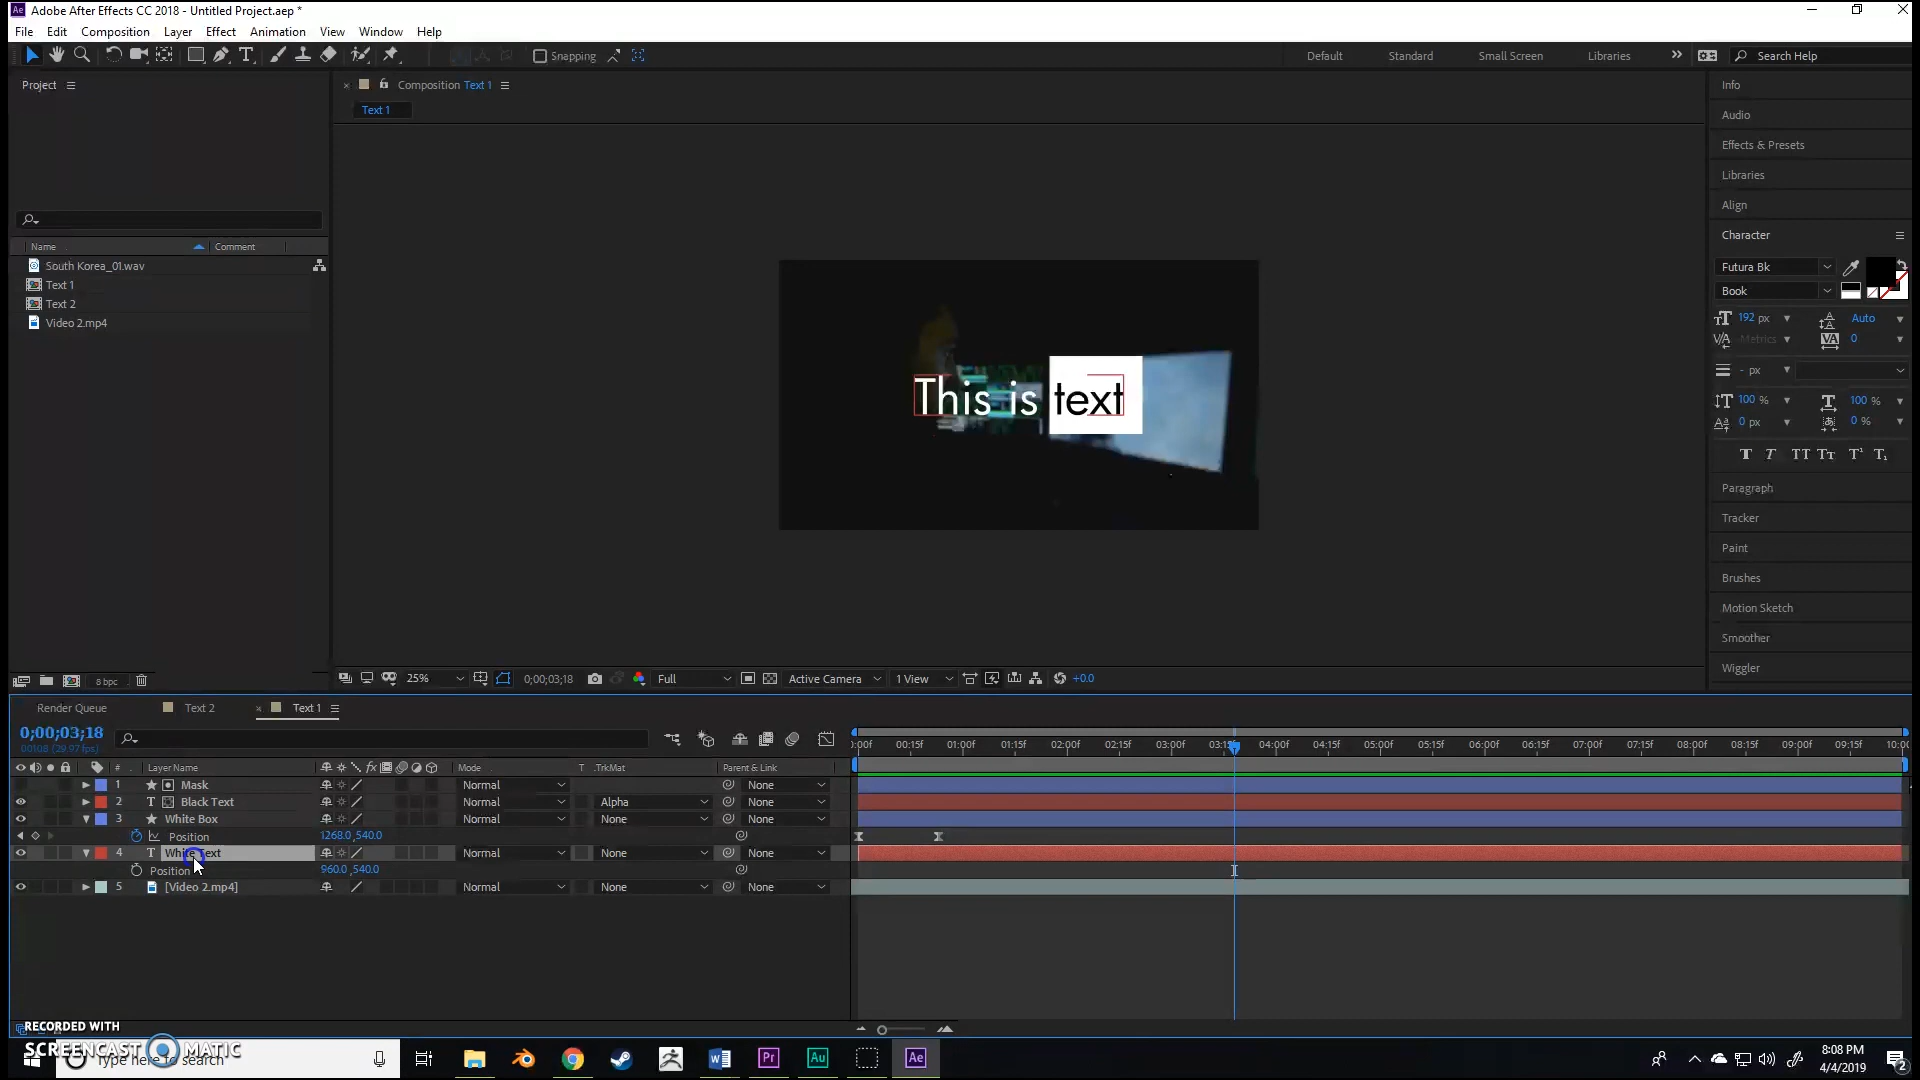 Adobe After Effects CC 2018 - Untitled Project.aep *
File Edit Composition Layer Effect Animation View Window Help
Snapping Default Standard Small Screen Libraries Search Help
Project
Composition Text 1
Text 1
Name Comment
South Korea_01.wav
Text 1
Text 2
Video 2.mp4
This is text
Info
Audio
Effects & Presets
Libraries
Align
Character
Futura Bk
Book
192 px Auto
Metrics 0
- px
100 % 100 %
0 px 0 %
T T TT Tt T¹ T₁
Paragraph
Tracker
Paint
Brushes
Motion Sketch
Smoother
Wiggler
8 bpc
25% 0;00;03;18 Full Active Camera 1 View +0.0
Render Queue Text 2 Text 1
0;00;03;18
00108 (29.97 fps)
:00f 00:15f 01:00f 01:15f 02:00f 02:15f 03:00f 03:15f 04:00f 04:15f 05:00f 05:15f 06:00f 06:15f 07:00f 07:15f 08:00f 08:15f 09:00f 09:15f 10:00
# Layer Name Mode T .TrkMat Parent & Link
1 Mask Normal None
2 Black Text Normal Alpha None
3 White Box Normal None None
Position 1268.0,540.0
4 White Text Normal None None
Position 960.0,540.0
5 [Video 2.mp4] Normal None None
RECORDED WITH
SCREENCAST MATIC
Type here to search
8:08 PM
4/4/2019
2